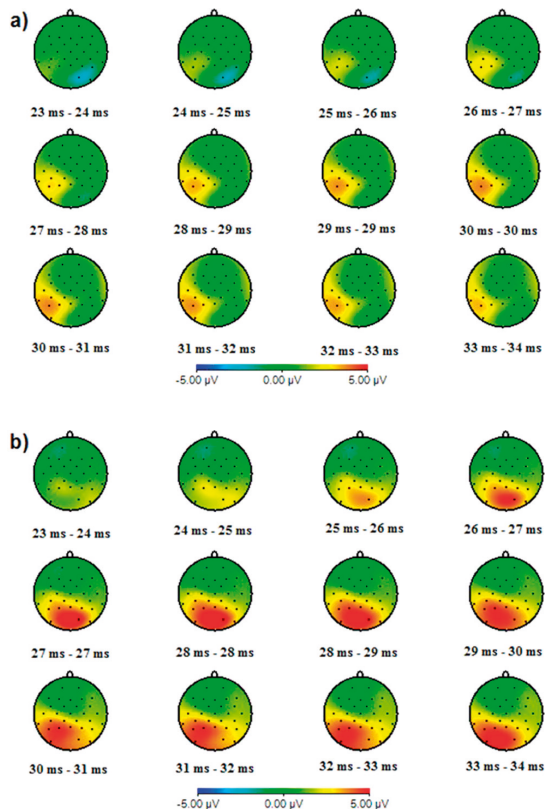 a)
23 ms - 24 ms 24 ms - 25 ms 25 ms - 26 ms 26 ms - 27 ms
27 ms - 28 ms 28 ms - 29 ms 29 ms - 29 ms 30 ms - 30 ms
30 ms - 31 ms 31 ms - 32 ms 32 ms - 33 ms 33 ms - 34 ms
-5.00 µV 0.00 µV 5.00 µV
b)
23 ms - 24 ms 24 ms - 25 ms 25 ms - 26 ms 26 ms - 27 ms
27 ms - 27 ms 28 ms - 28 ms 28 ms - 29 ms 29 ms - 30 ms
30 ms - 31 ms 31 ms - 32 ms 32 ms - 33 ms 33 ms - 34 ms
-5.00 µV 0.00 µV 5.00 µV